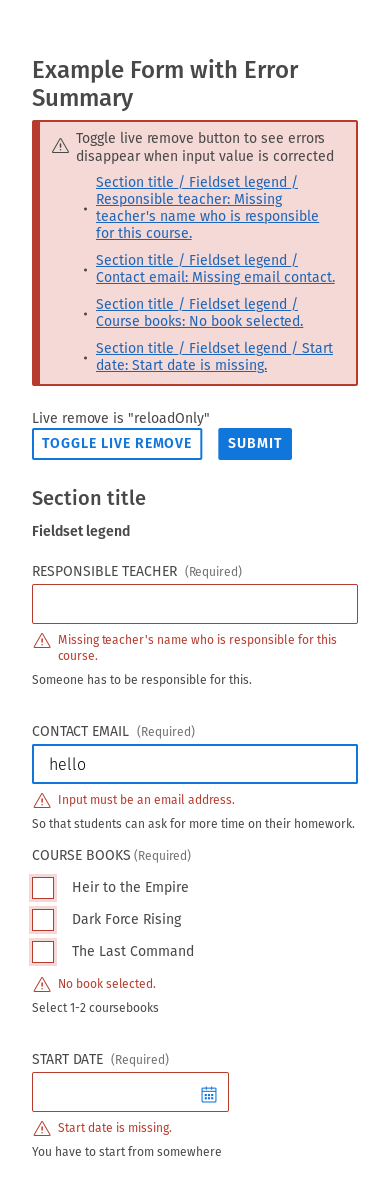 Example Form with Error
Summary
Toggle live remove button to see errors
disappear when input value is corrected
Section title / Fieldset legend /
Responsible teacher: Missing
teacher's name who is responsible
for this course.
Section title / Fieldset legend /
Contact email: Missing email contact.
Section title / Fieldset legend /
Course books: No book selected.
Section title / Fieldset legend / Start
date: Start date is missing.
Live remove is "reloadOnly"
TOGGLE LIVE REMOVE SUBMIT
Section title
Fieldset legend
RESPONSIBLE TEACHER (Required)
Missing teacher's name who is responsible for this
course.
Someone has to be responsible for this.
CONTACT EMAIL (Required)
hello
Input must be an email address.
So that students can ask for more time on their homework.
COURSE BOOKS (Required)
Heir to the Empire
Dark Force Rising
The Last Command
No book selected.
Select 1-2 coursebooks
START DATE (Required)
Start date is missing.
You have to start from somewhere